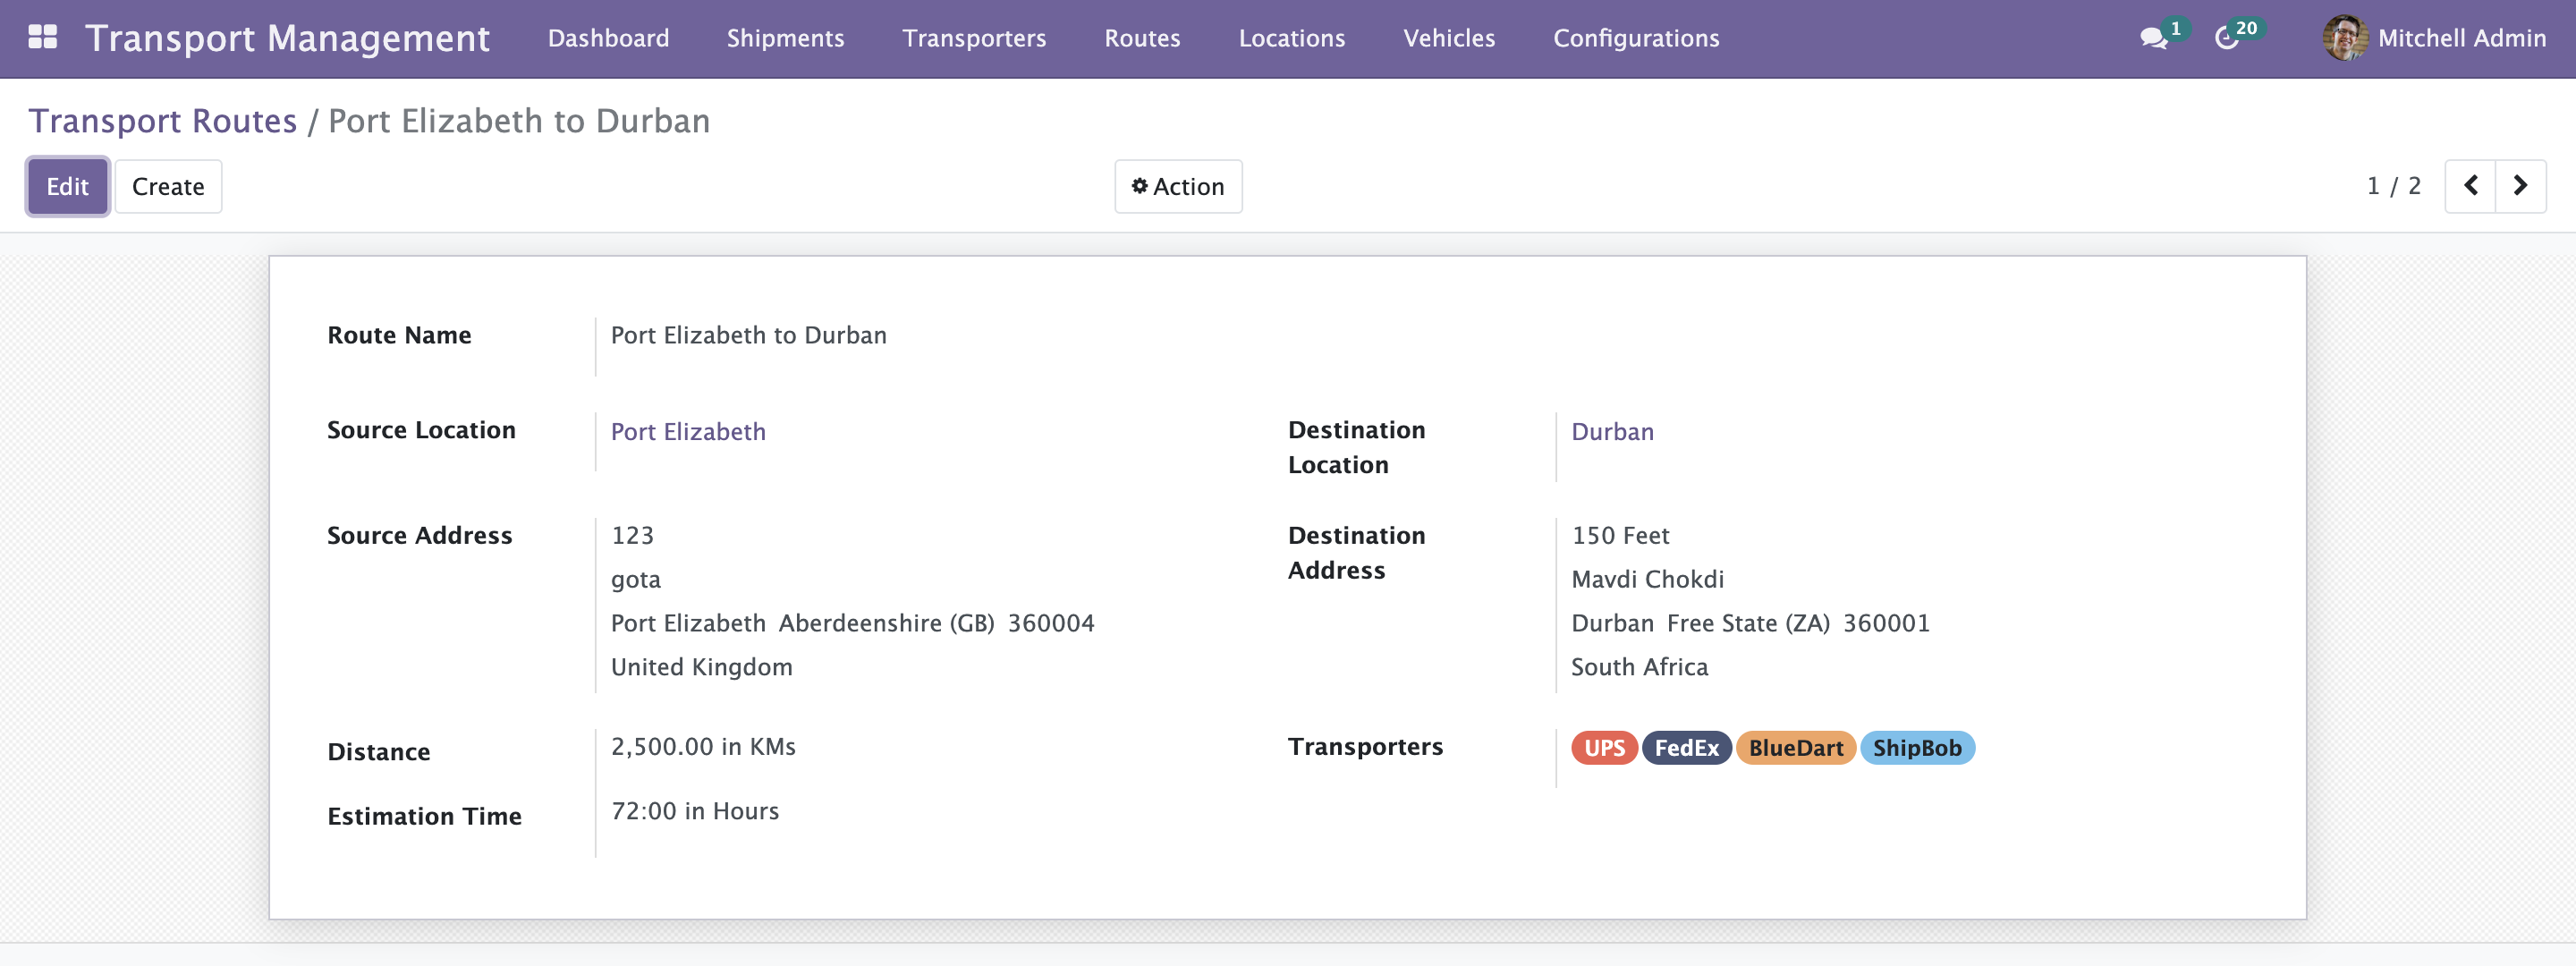 Transport Management Dashboard Shipments Transporters Routes Locations Vehicles Configurations 1 20 Mitchell Admin
Transport Routes / Port Elizabeth to Durban
Edit Create Action 1 / 2
Route Name Port Elizabeth to Durban
Source Location Port Elizabeth
Destination
Location Durban
Source Address 123
gota
Port Elizabeth Aberdeenshire (GB) 360004
United Kingdom
Destination
Address
150 Feet
Mavdi Chokdi
Durban Free State (ZA) 360001
South Africa
Distance 2,500.00 in KMs
Transporters UPS FedEx BlueDart ShipBob
Estimation Time 72:00 in Hours